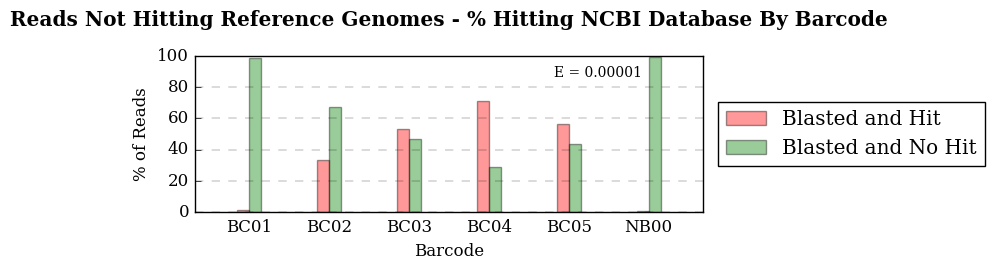 Reads Not Hitting Reference Genomes - % Hitting NCBI Database By Barcode
100
80
60
40
20
0
% of Reads
E = 0.00001
BC01 BC02 BC03 BC04 BC05 NB00
Barcode
Blasted and Hit
Blasted and No Hit